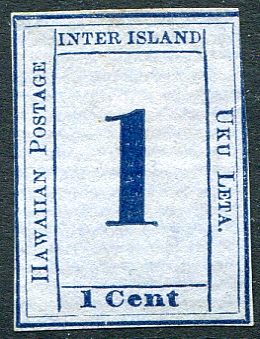 INTER ISLAND
HAWAIIAN POSTAGE
1
UKU LETA.
1 Cent